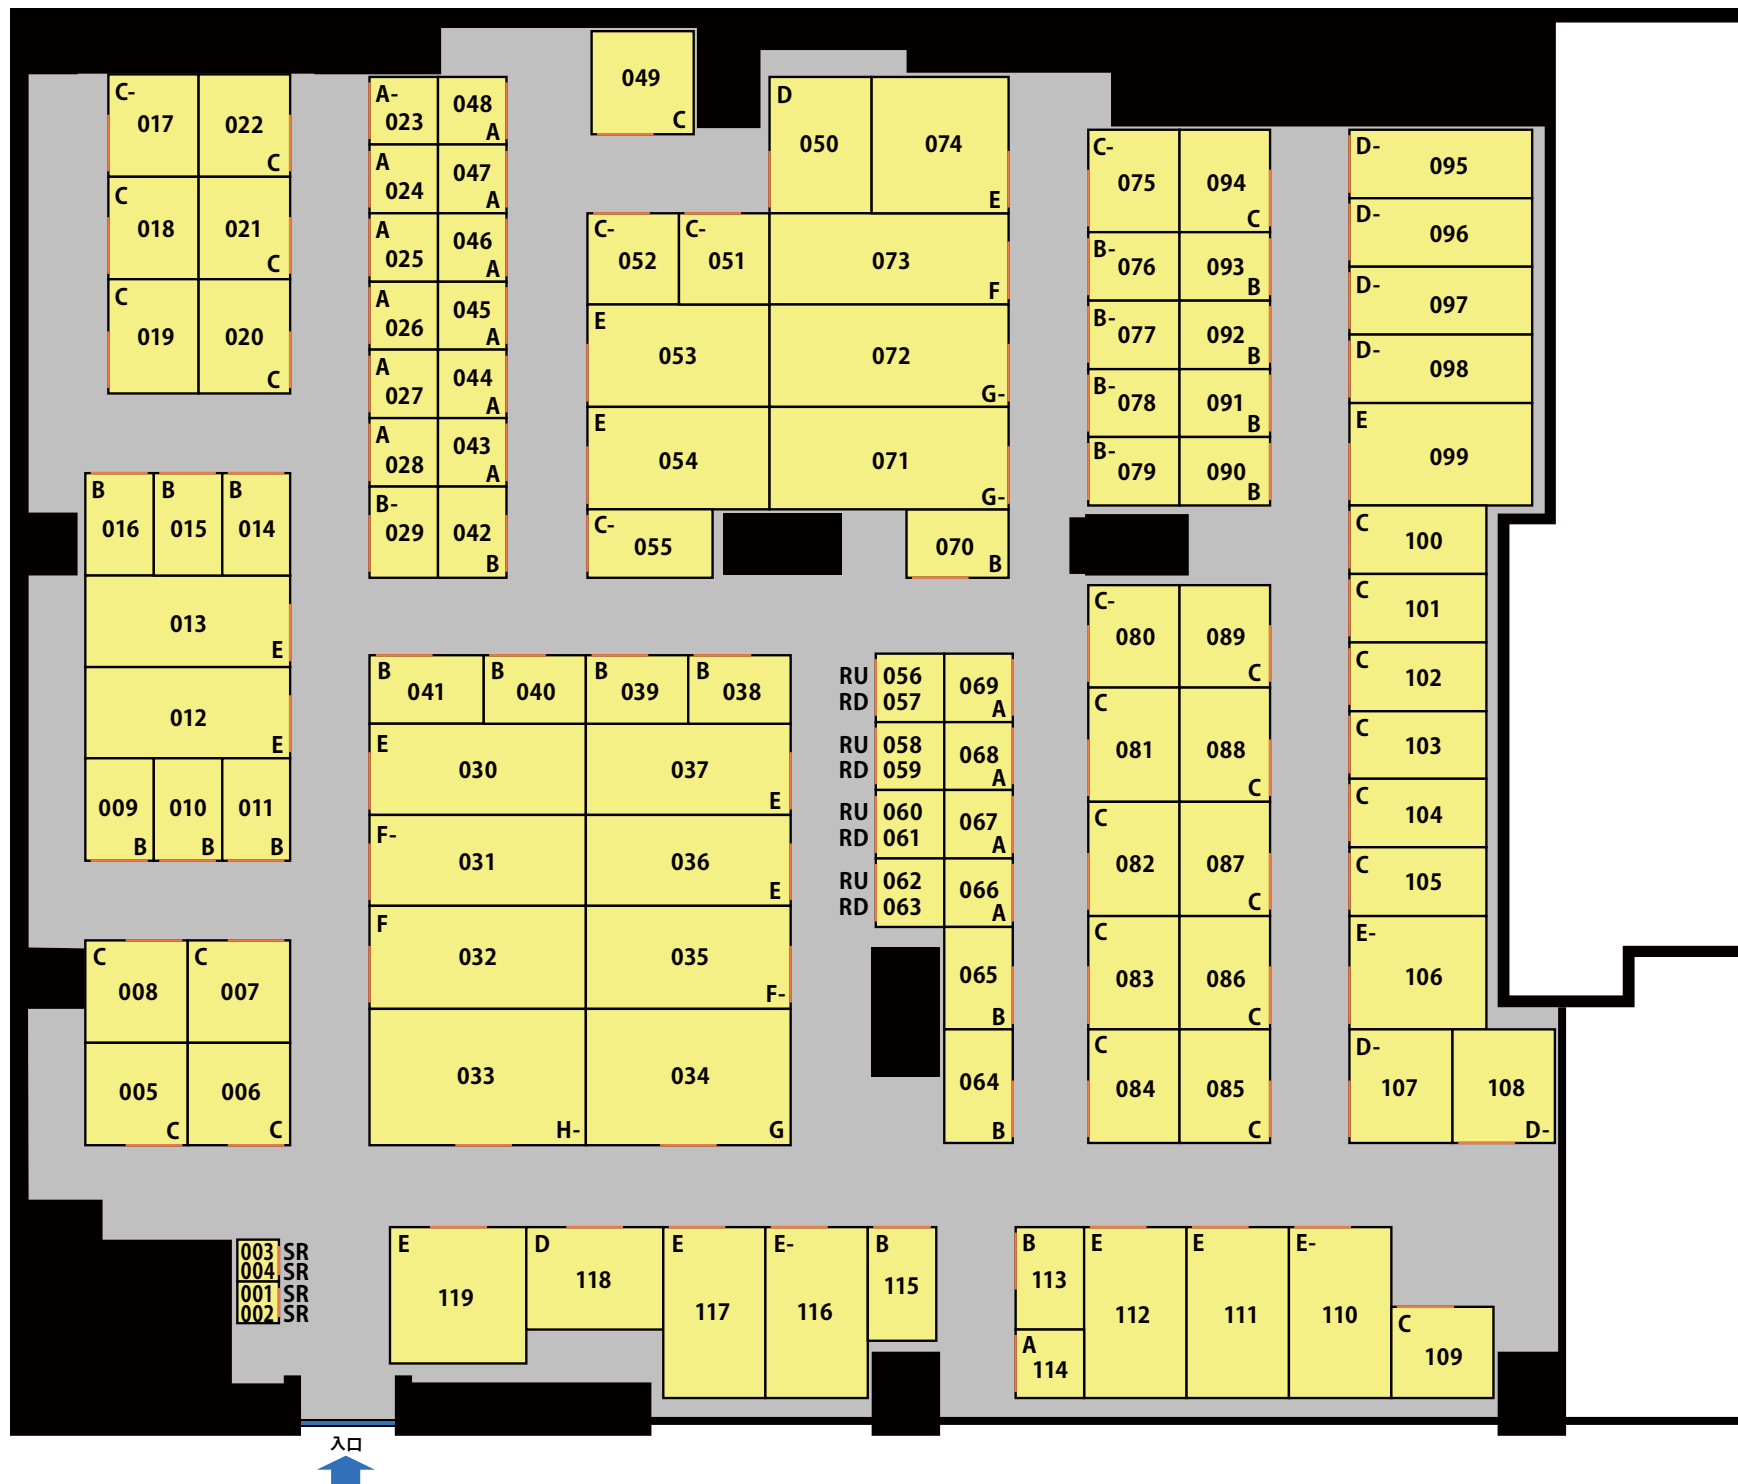 C-
017
022
C
C
018
021
C
C
019
020
C
A-
023
048
A
A
024
047
A
A
025
046
A
A
026
045
A
A
027
044
A
A
028
043
A
B-
029
042
B
049
C
D
050
074
E
C-
052
C-
051
073
F
E
053
072
G-
E
054
071
G-
C-
055
070
B
C-
075
094
C
B-
076
093
B
B-
077
092
B
B-
078
091
B
B-
079
090
B
D-
095
D-
096
D-
097
D-
098
E
099
C
100
C
101
C
102
C
103
C
104
C
105
E-
106
D-
107
108
D-
B
016
B
015
B
014
013
E
012
E
009
B
010
B
011
B
C
008
C
007
005
C
006
C
B
041
B
040
B
039
B
038
E
030
037
E
F-
031
036
E
F
032
035
F-
033
H-
034
G
RU 056
RD 057
069
A
RU 058
RD 059
068
A
RU 060
RD 061
067
A
RU 062
RD 063
066
A
065
B
064
B
C-
080
089
C
C
081
088
C
C
082
087
C
C
083
086
C
C
084
085
C
003 SR
004 SR
001 SR
002 SR
E
119
D
118
E
117
E-
116
B
115
B
113
A
114
E
112
E
111
E-
110
C
109
入口